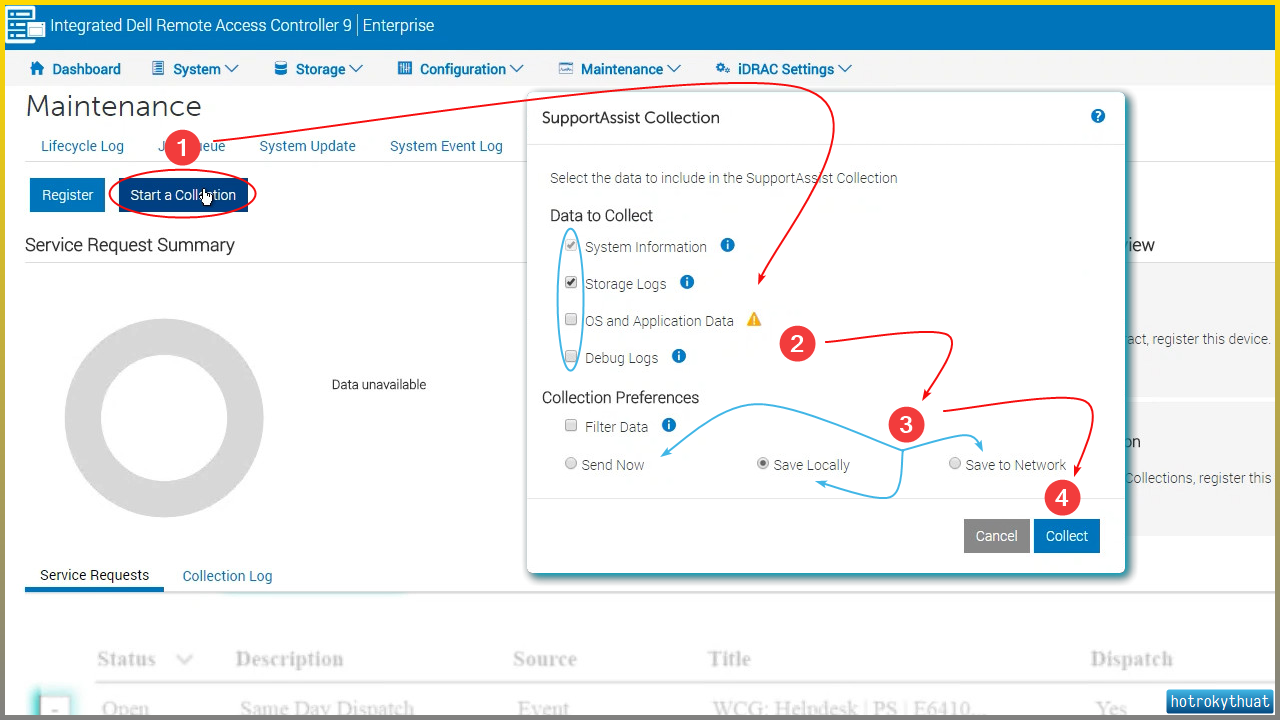 Integrated Dell Remote Access Controller 9 | Enterprise
Dashboard System Storage Configuration Maintenance iDRAC Settings
Maintenance
Lifecycle Log 1 System Update System Event Log
Register Start a Collection
Service Request Summary
Data unavailable
SupportAssist Collection ?
Select the data to include in the SupportAssist Collection
Data to Collect
System Information i
Storage Logs i
OS and Application Data
Debug Logs i
2
Collection Preferences
3
Filter Data i
Send Now Save Locally Save to Network
4
Cancel Collect
act, register this device.
Collections, register this
Service Requests Collection Log
Status Description Source Title Dispatch
- Open Same Day Dispatch Event WCG: Helpdesk | PS | E6410... Yes
hotrokythuat